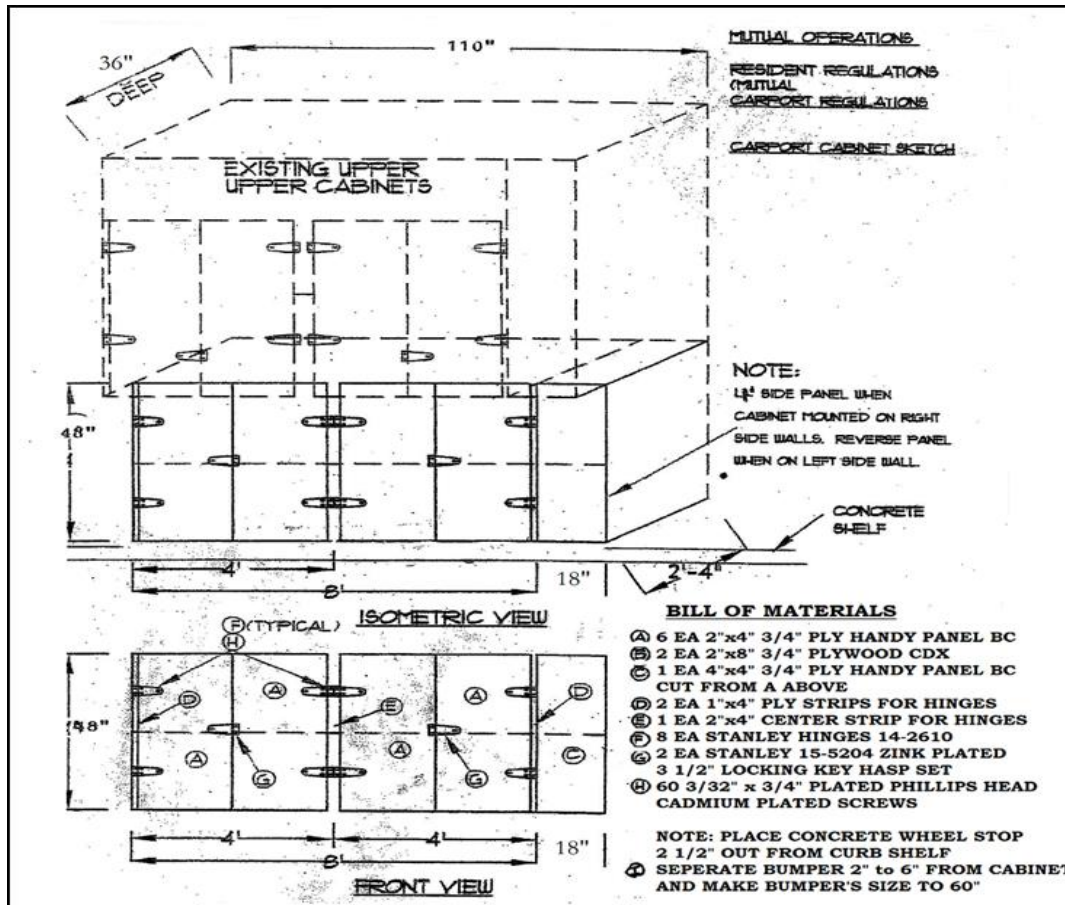 110"
36"
DEEP
MUTUAL OPERATIONS
RESIDENT REGULATIONS
(MUTUAL
CARPORT REGULATIONS
CARPORT CABINET SKETCH
EXISTING UPPER
UPPER CABINETS
48"
NOTE:
SIDE PANEL WHEN
CABINET MOUNTED ON RIGHT
SIDE WALLS. REVERSE PANEL
WHEN ON LEFT SIDE WALL.
CONCRETE
SHELF
4'
18"
2'-4"
8'
ISOMETRIC VIEW
F (TYPICAL)
H
A A
D E D
48"
A A C
G G
4' 4' 18"
8'
FRONT VIEW
BILL OF MATERIALS
A 6 EA 2"x4" 3/4" PLY HANDY PANEL BC
B 2 EA 2"x8" 3/4" PLYWOOD CDX
C 1 EA 4"x4" 3/4" PLY HANDY PANEL BC
CUT FROM A ABOVE
D 2 EA 1"x4" PLY STRIPS FOR HINGES
E 1 EA 2"x4" CENTER STRIP FOR HINGES
F 8 EA STANLEY HINGES 14-2610
G 2 EA STANLEY 15-5204 ZINK PLATED
3 1/2" LOCKING KEY HASP SET
H 60 3/32" x 3/4" PLATED PHILLIPS HEAD
CADMIUM PLATED SCREWS
NOTE: PLACE CONCRETE WHEEL STOP
2 1/2" OUT FROM CURB SHELF
SEPERATE BUMPER 2" to 6" FROM CABINET
AND MAKE BUMPER'S SIZE TO 60"